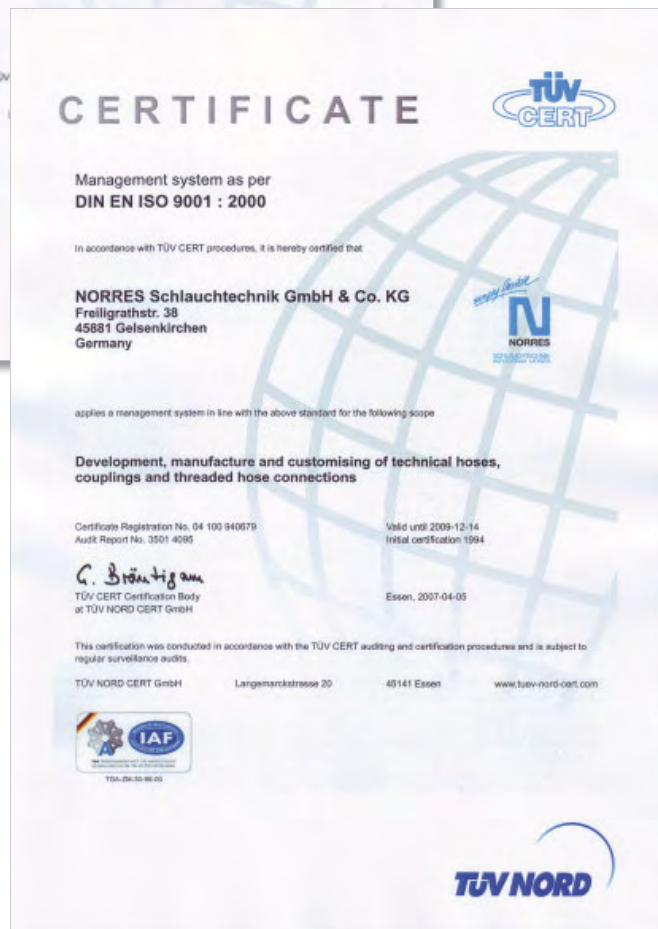 CERTIFICATE
TÜV
CERT
Management system as per
DIN EN ISO 9001 : 2000
In accordance with TÜV CERT procedures, it is hereby certified that
NORRES Schlauchtechnik GmbH & Co. KG
Freiligrathstr. 38
45881 Gelsenkirchen
Germany
simply flexible
N
NORRES
SCHLAUCHTECHNIK
applies a management system in line with the above standard for the following scope
Development, manufacture and customising of technical hoses,
couplings and threaded hose connections
Certificate Registration No. 04 100 940679
Audit Report No. 3501 4095
Valid until 2009-12-14
Initial certification 1994
G. Bräutigam
TÜV CERT Certification Body
at TÜV NORD CERT GmbH
Essen, 2007-04-05
This certification was conducted in accordance with the TÜV CERT auditing and certification procedures and is subject to
regular surveillance audits.
TÜV NORD CERT GmbH Langemarckstrasse 20 45141 Essen www.tuev-nord-cert.com
IAF
TÜV NORD